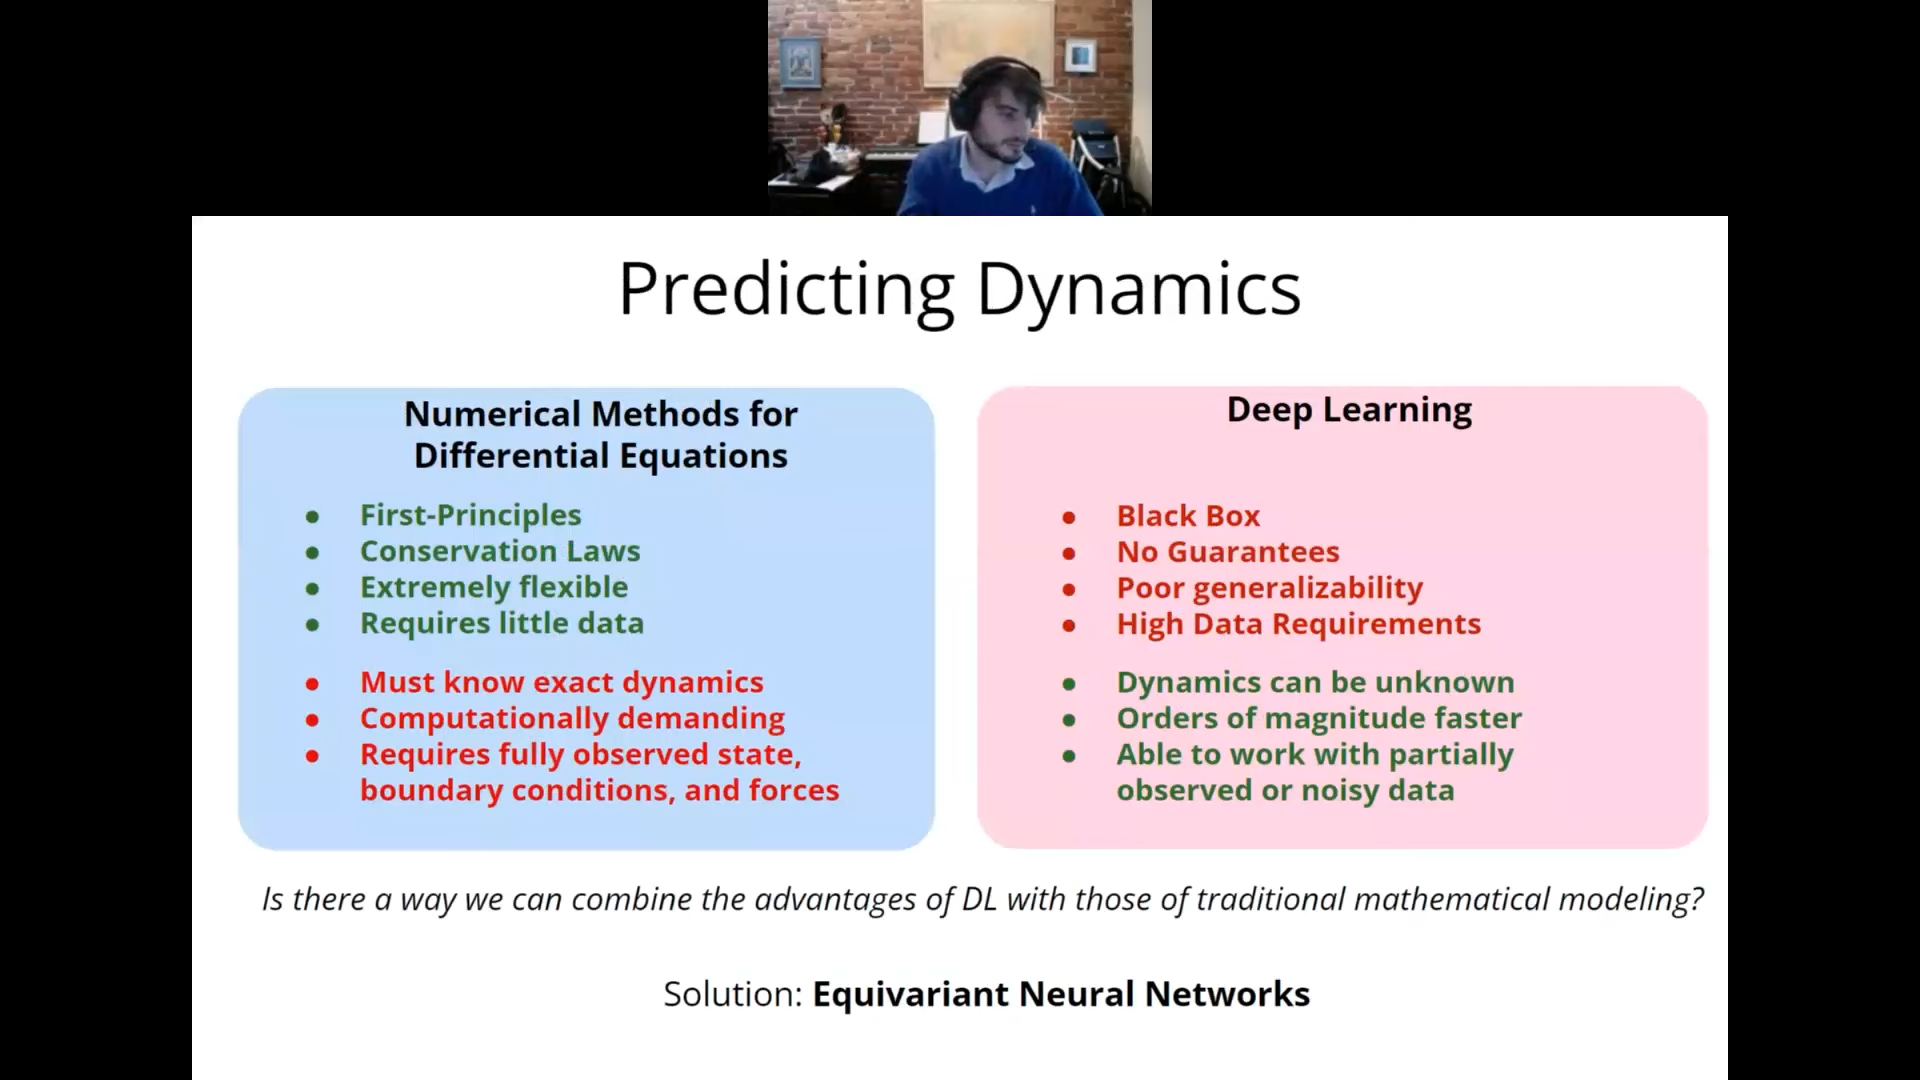 Predicting Dynamics
Numerical Methods for
Differential Equations
● First-Principles
● Conservation Laws
● Extremely flexible
● Requires little data
● Must know exact dynamics
● Computationally demanding
● Requires fully observed state,
boundary conditions, and forces
Deep Learning
● Black Box
● No Guarantees
● Poor generalizability
● High Data Requirements
● Dynamics can be unknown
● Orders of magnitude faster
● Able to work with partially
observed or noisy data
Is there a way we can combine the advantages of DL with those of traditional mathematical modeling?
Solution: Equivariant Neural Networks